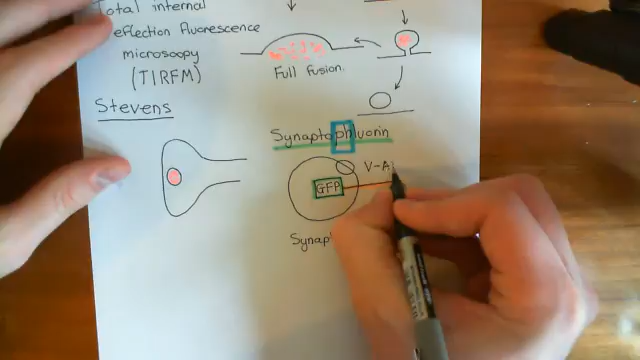 Total internal
Reflection Fluorescence
microscopy
(TIRFM)
Full fusion.
Stevens
Synaptophluorin
V-A
GFP
Synap